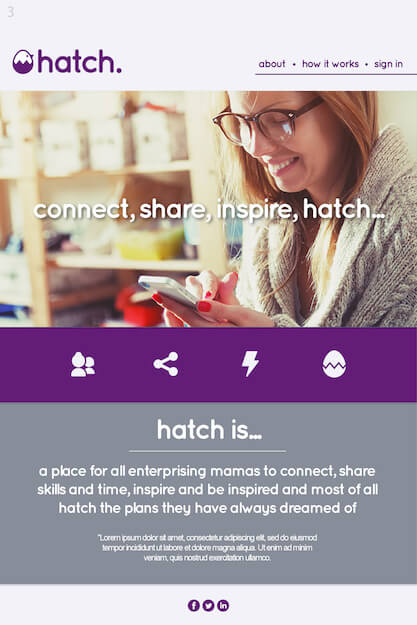 3
hatch.
about • how it works • sign in
connect, share, inspire, hatch...
hatch is...
a place for all enterprising mamas to connect, share
skills and time, inspire and be inspired and most of all
hatch the plans they have always dreamed of
"Lorem ipsum dolor sit amet, consectetur adipiscing elit, sed do eiusmod
tempor incididunt ut labore et dolore magna aliqua. Ut enim ad minim
veniam, quis nostrud exercitation ullamco.